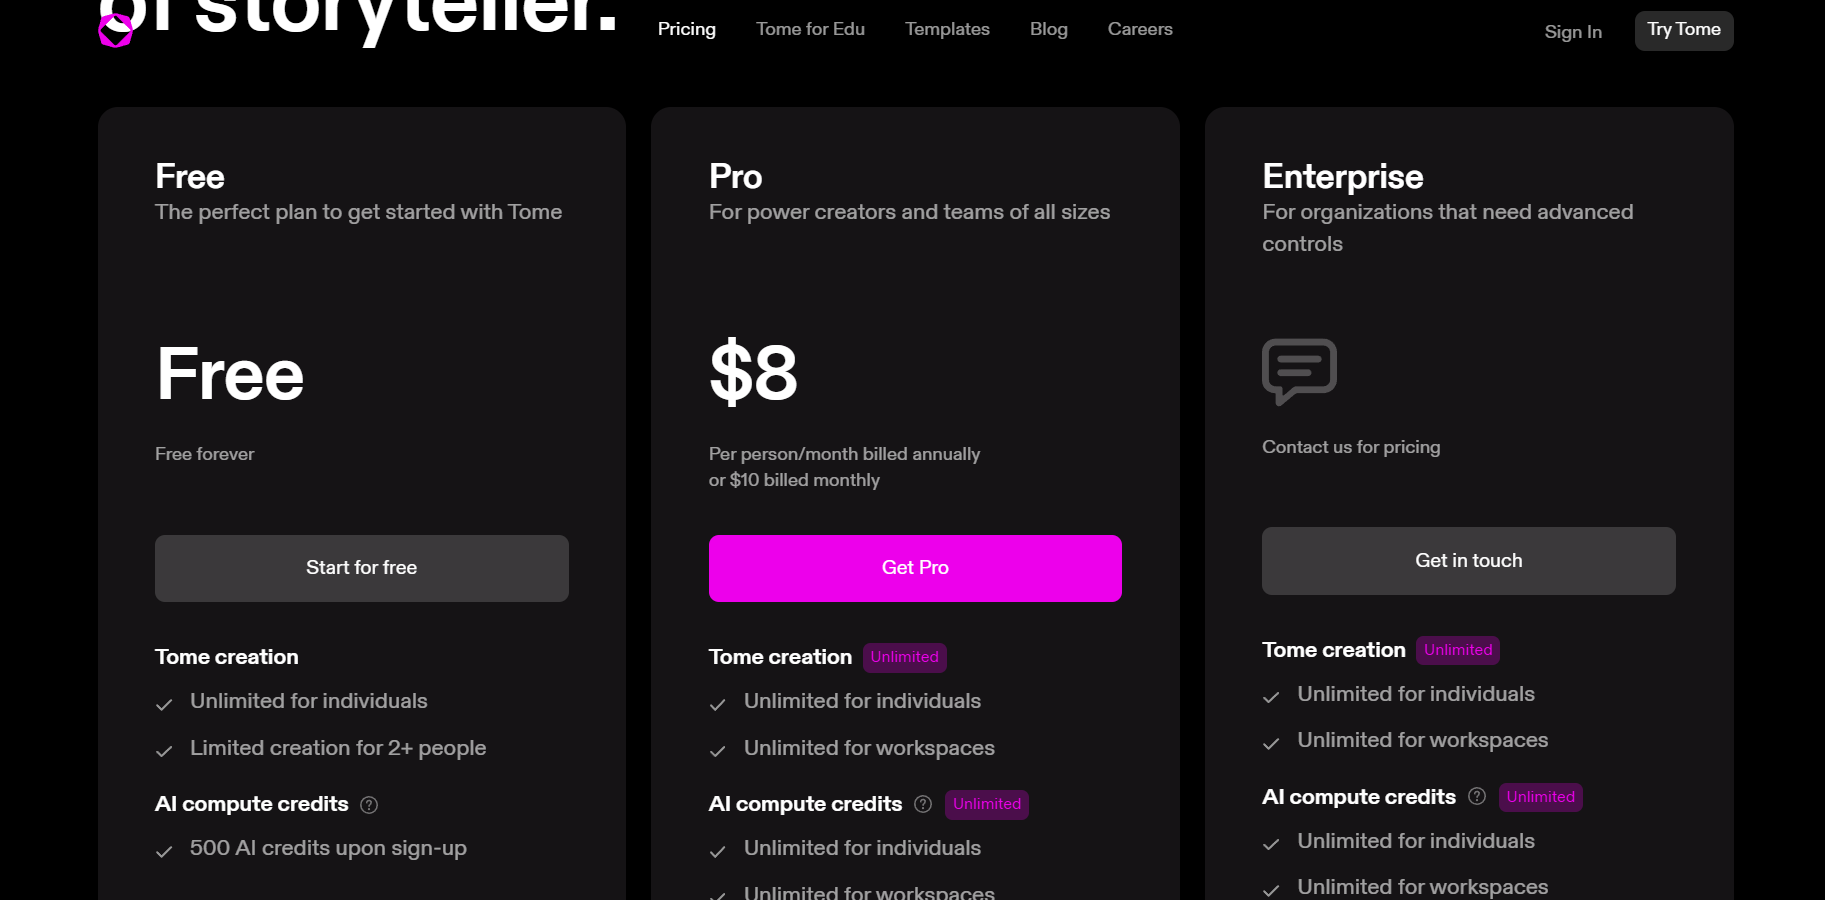 of storyteller.
Pricing
Tome for Edu
Templates
Blog
Careers
Sign In
Try Tome
Free
The perfect plan to get started with Tome
Free
Free forever
Start for free
Tome creation
Unlimited for individuals
Limited creation for 2+ people
AI compute credits ?
500 AI credits upon sign-up
Pro
For power creators and teams of all sizes
$8
Per person/month billed annually
or $10 billed monthly
Get Pro
Tome creation Unlimited
Unlimited for individuals
Unlimited for workspaces
AI compute credits ? Unlimited
Unlimited for individuals
Unlimited for workspaces
Enterprise
For organizations that need advanced
controls
Contact us for pricing
Get in touch
Tome creation Unlimited
Unlimited for individuals
Unlimited for workspaces
AI compute credits ? Unlimited
Unlimited for individuals
Unlimited for workspaces